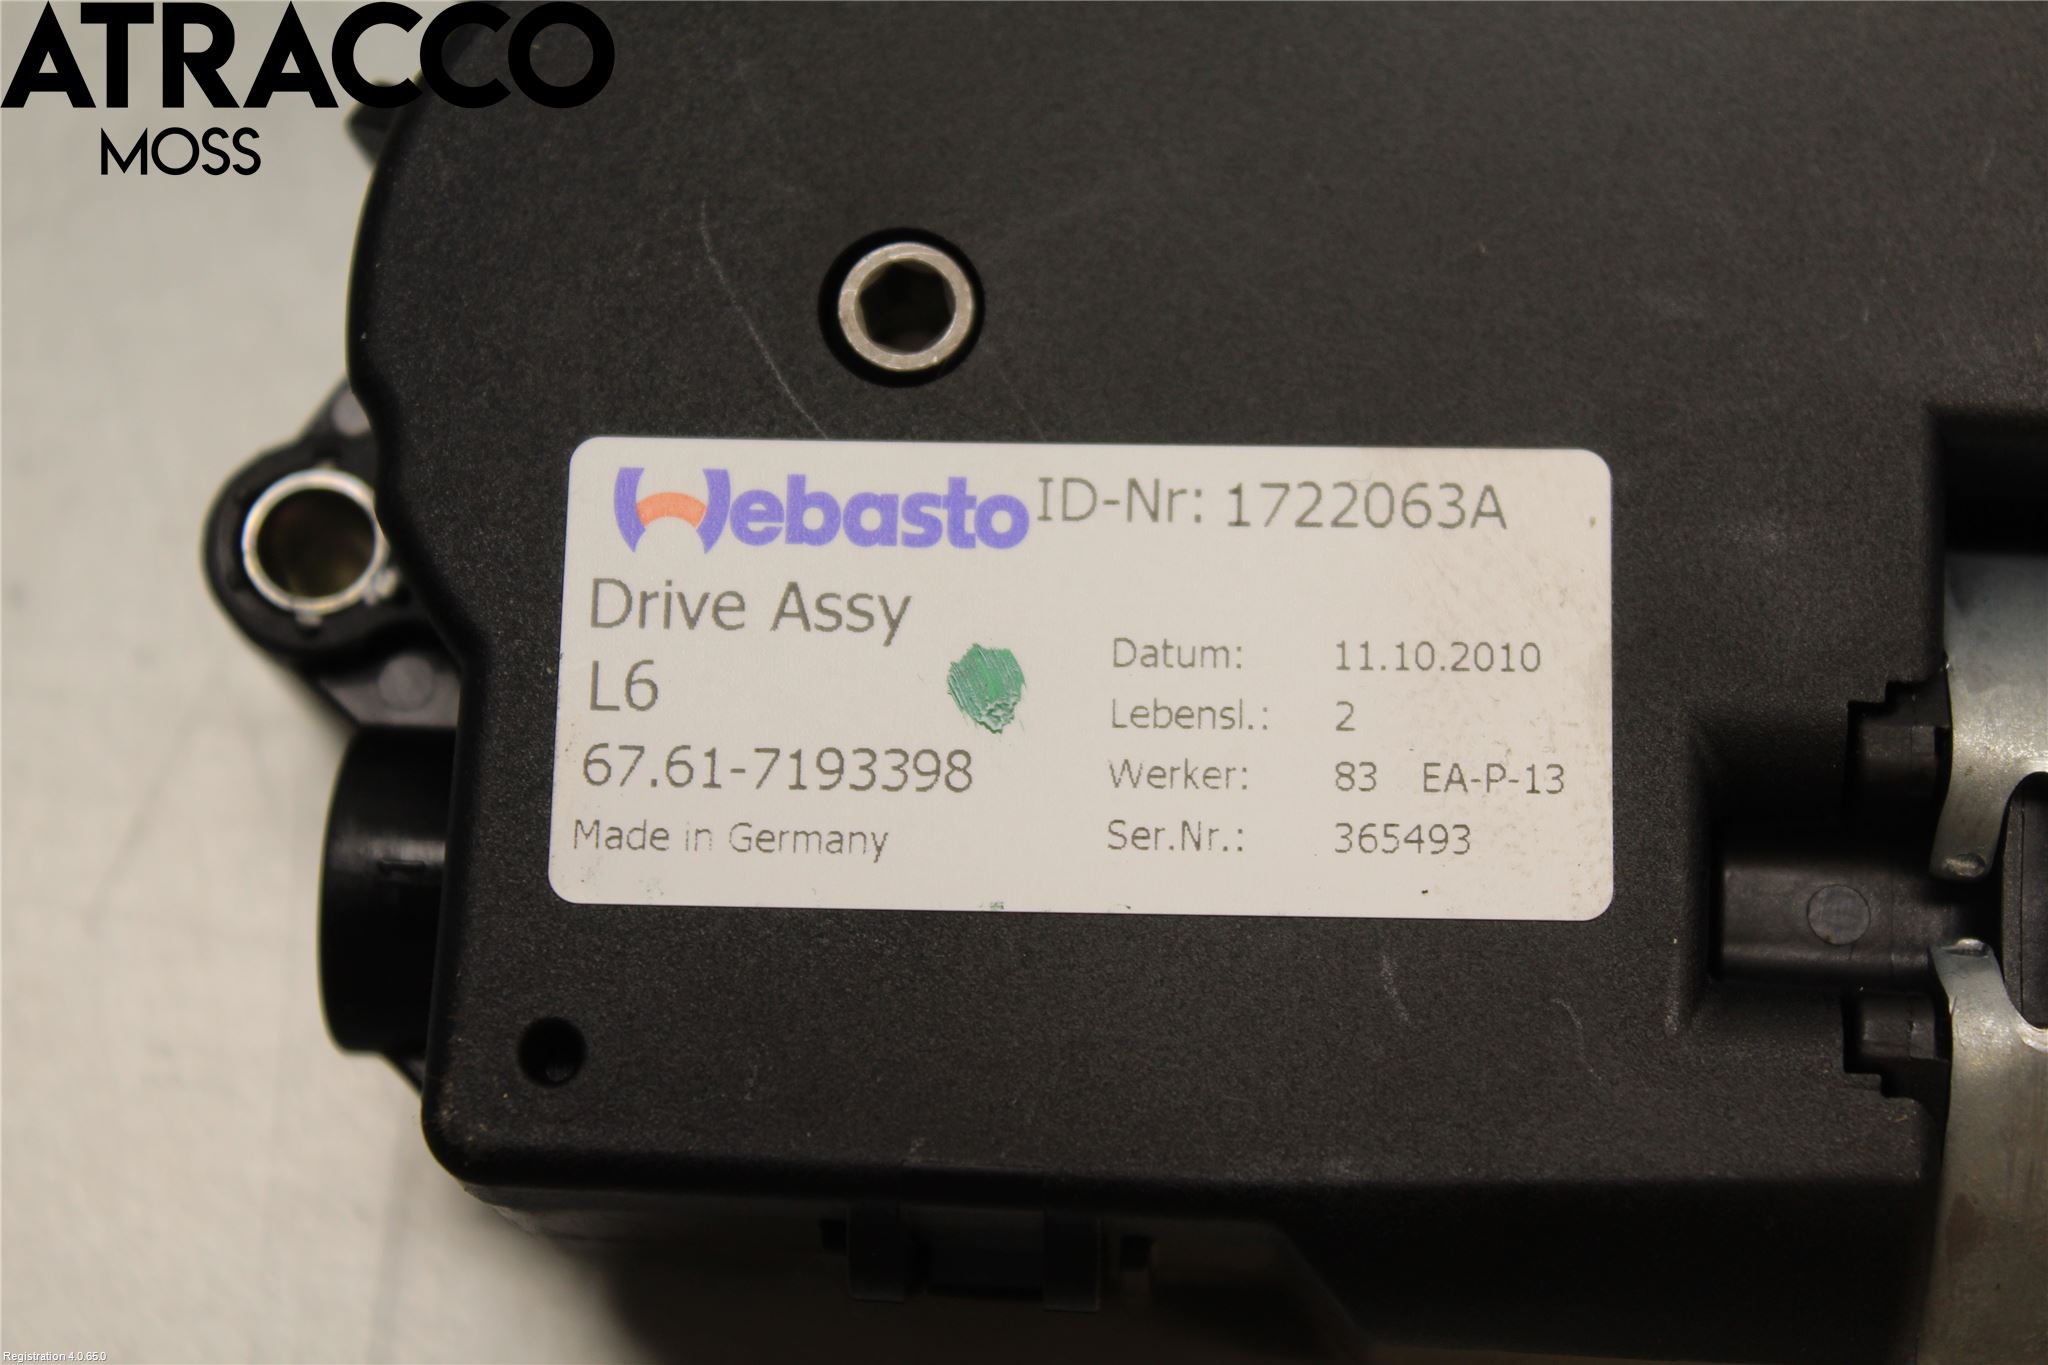 ATRACCO
MOSS
Webasto ID-Nr: 1722063A
Drive Assy
L6
67.61-7193398
Made in Germany
Datum: 11.10.2010
Lebensl.: 2
Werker: 83 EA-P-13
Ser.Nr.: 365493
Registration 4.0.65.0